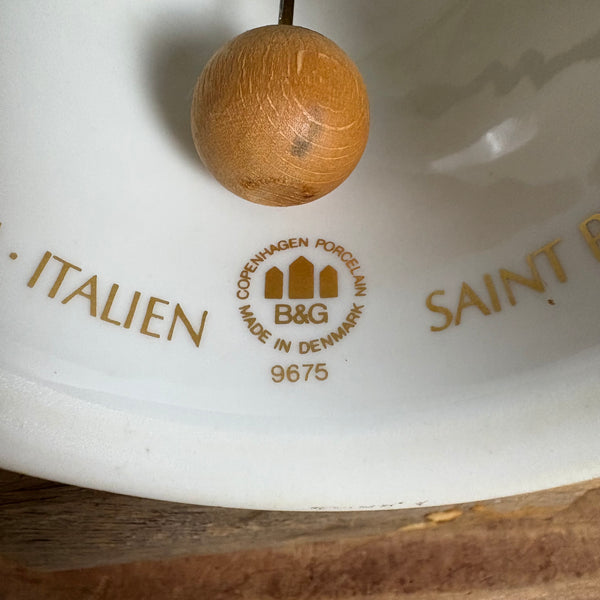 · ITALIEN
COPENHAGEN PORCELAIN
B&G
MADE IN DENMARK
9675
SAINT